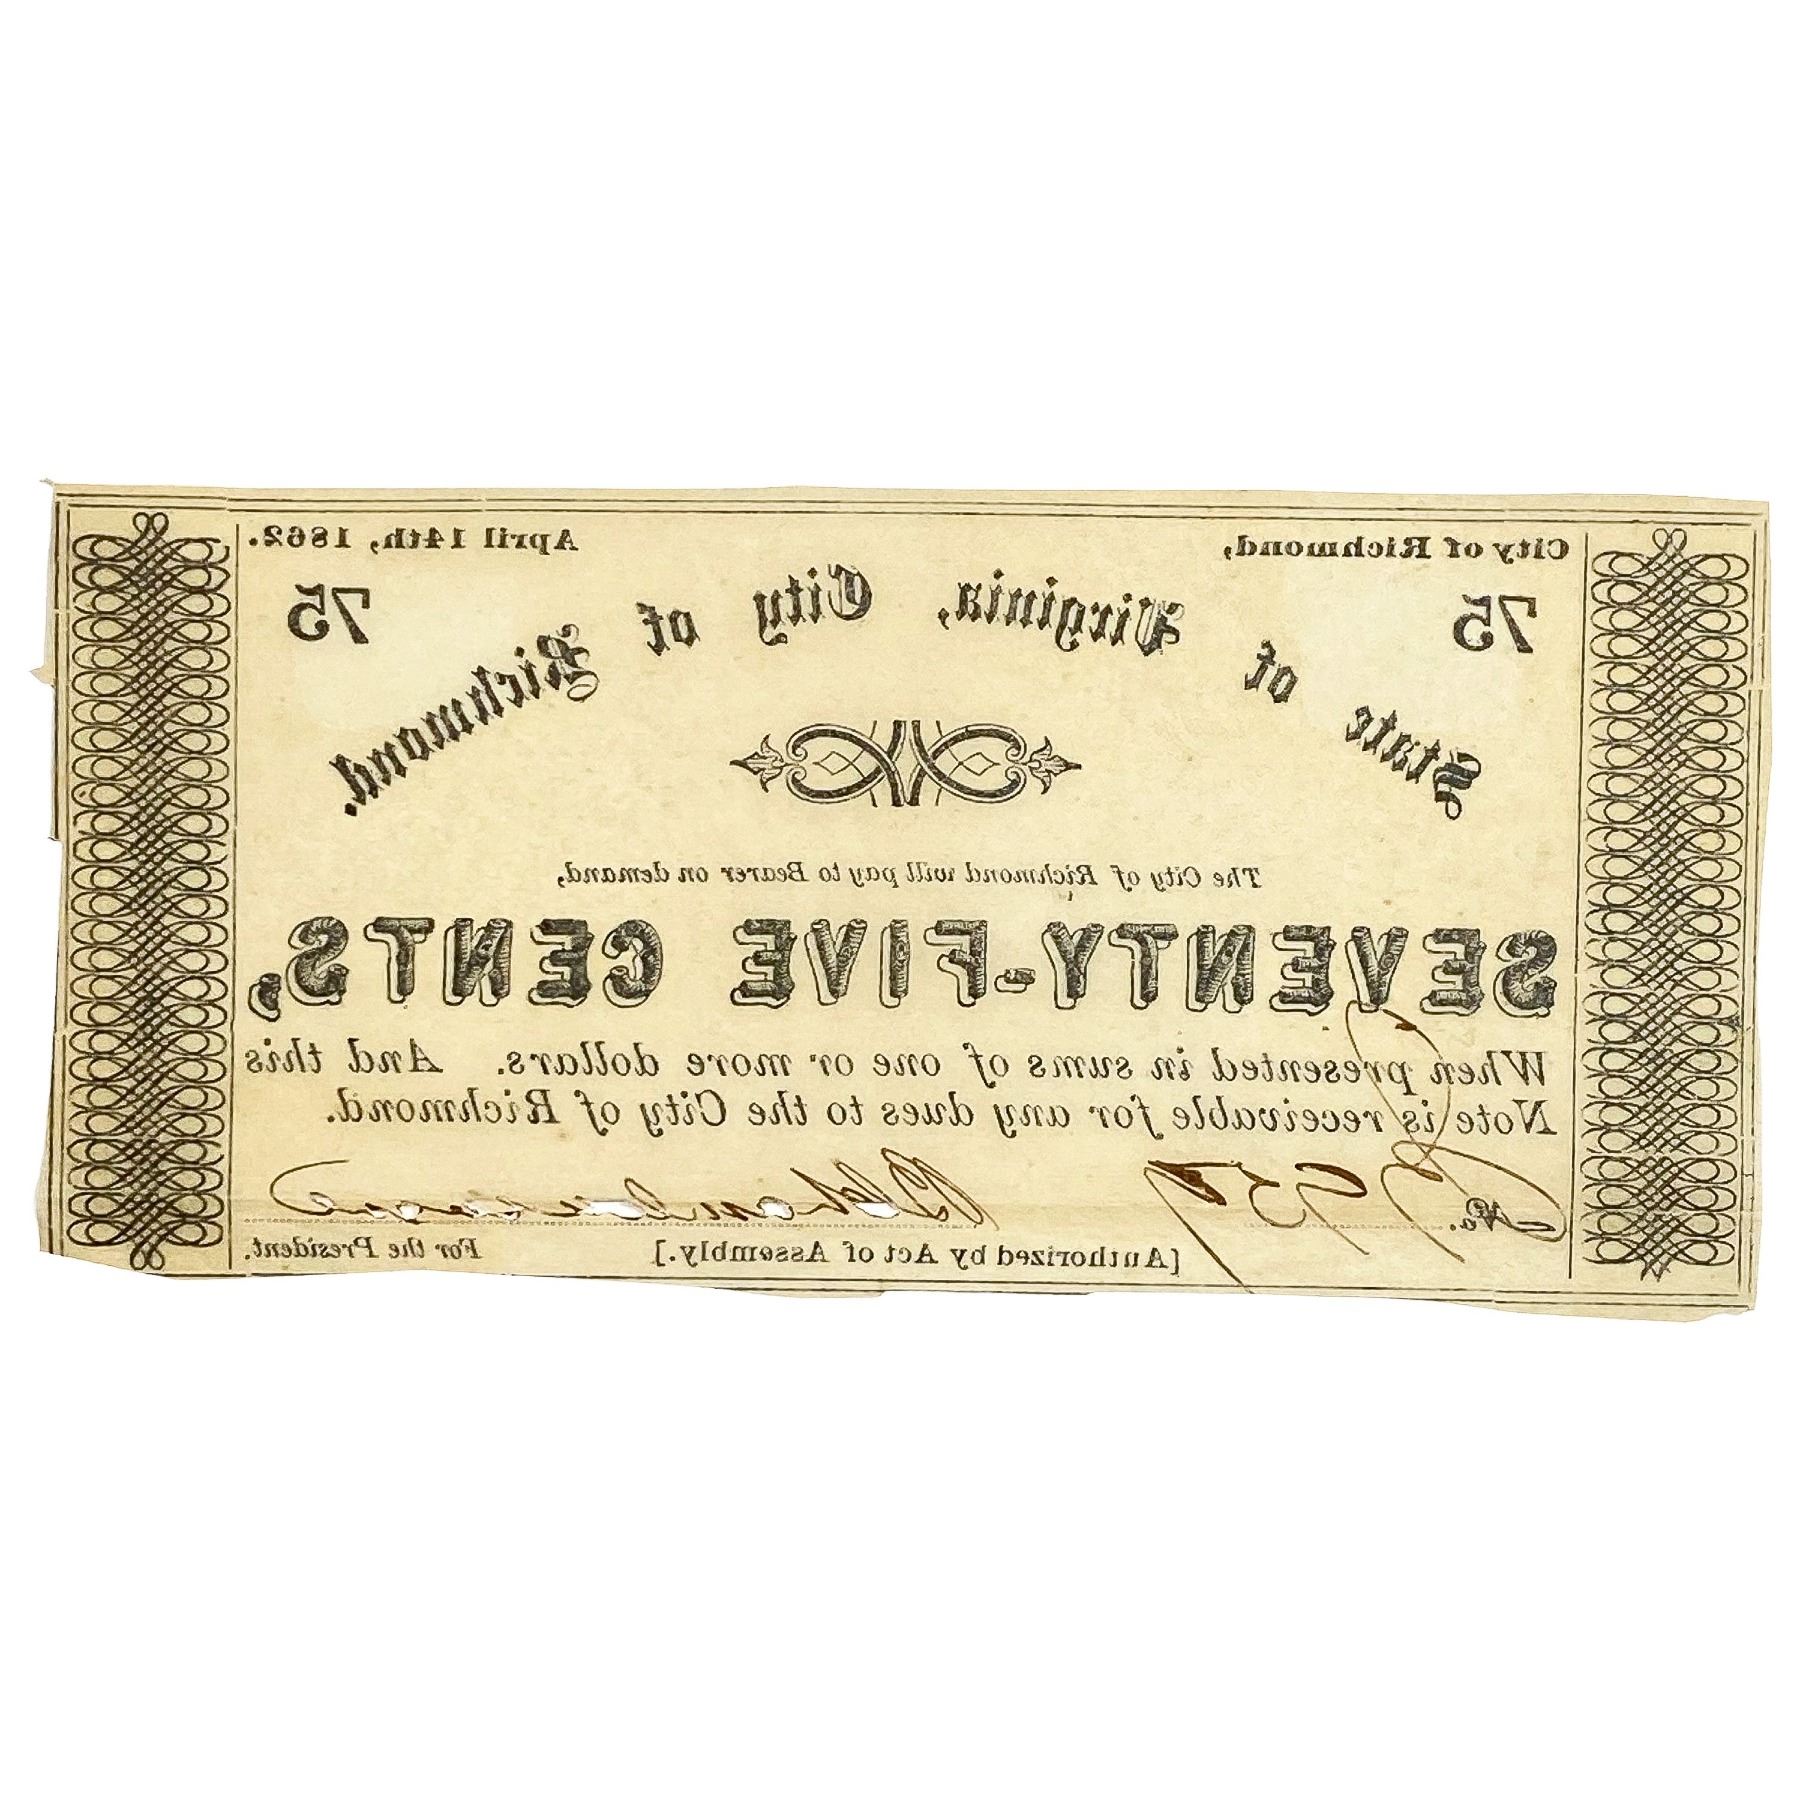 City of Richmond, April 14th, 1862.
75 75
State of Virginia, City of Richmond.
The City of Richmond will pay to Bearer on demand,
SEVENTY-FIVE CENTS,
When presented in sums of one or more dollars. And this
Note is receivable for any dues to the City of Richmond.
No.
[Authorized by Act of Assembly.] For the President.